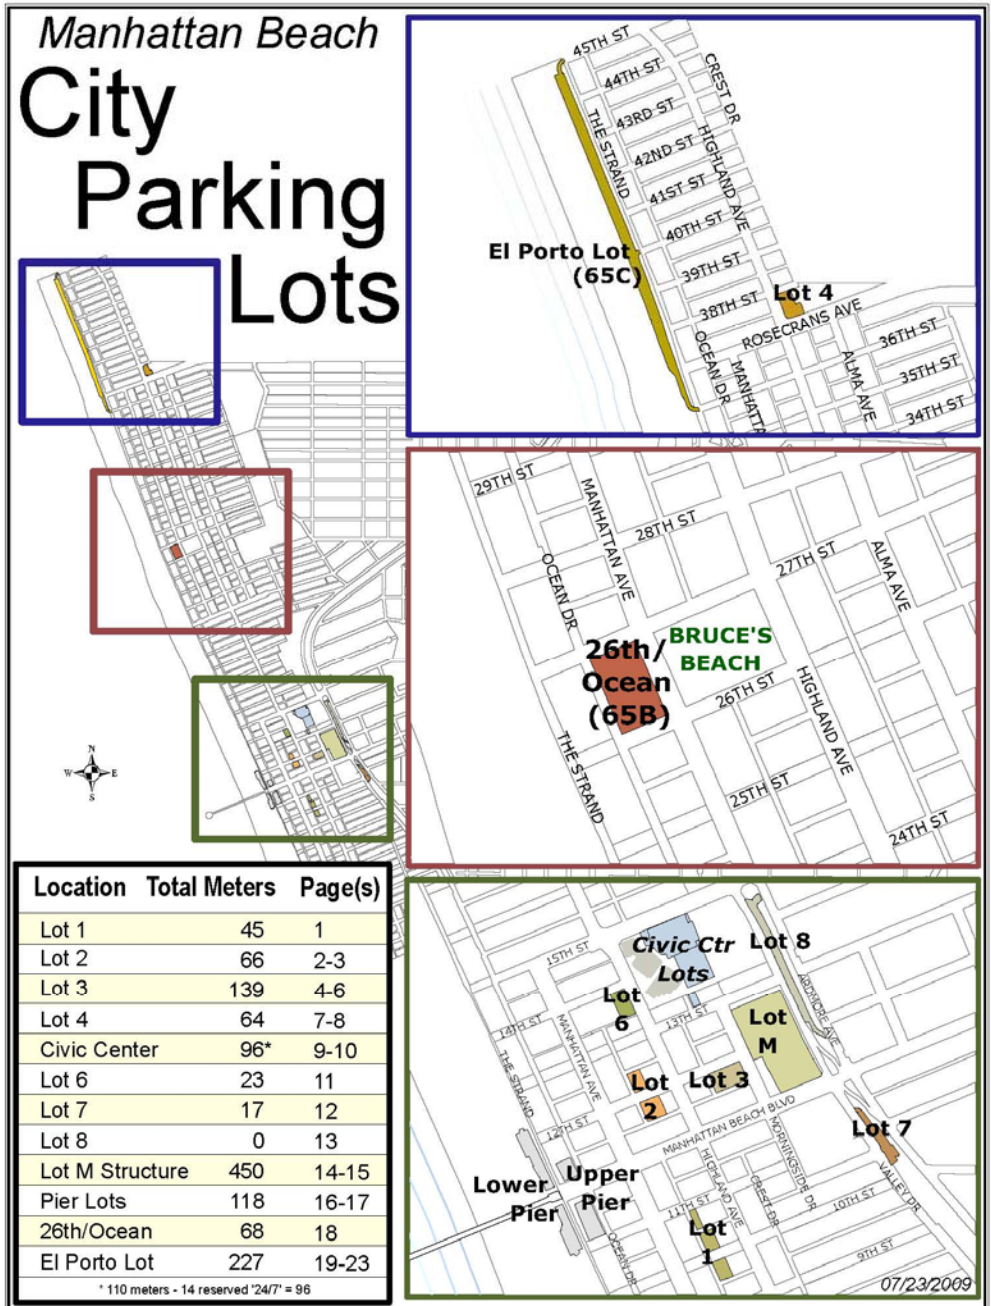 Manhattan Beach
City
Parking
Lots
45TH ST
44TH ST
43RD ST
42ND ST
41ST ST
40TH ST
39TH ST
38TH ST
THE STRAND
CREST DR
HIGHLAND AVE
El Porto Lot
(65C)
Lot 4
ROSECRANS AVE
OCEAN DR
MANHATTA
ALMA AVE
36TH ST
35TH ST
34TH ST
29TH ST
MANHATTAN AVE
28TH ST
27TH ST
ALMA AVE
OCEAN DR
26th/
Ocean
(65B)
BRUCE'S
BEACH
26TH ST
HIGHLAND AVE
THE STRAND
25TH ST
24TH ST
N
W E
S
Location Total Meters Page(s)
Lot 1 45 1
Lot 2 66 2-3
Lot 3 139 4-6
Lot 4 64 7-8
Civic Center 96* 9-10
Lot 6 23 11
Lot 7 17 12
Lot 8 0 13
Lot M Structure 450 14-15
Pier Lots 118 16-17
26th/Ocean 68 18
El Porto Lot 227 19-23
* 110 meters - 14 reserved '24/7' = 96
15TH ST
Civic Ctr
Lots
Lot 8
ARDMORE AVE
Lot
6
14TH ST
13TH ST
Lot
M
MANHATTAN AVE
THE STRAND
Lot
2
Lot 3
12TH ST
MANHATTAN BEACH BLVD
Lot 7
Lower
Pier
Upper
Pier
HIGHLAND AVE
MORNINGSIDE DR
CREST DR
VALLEY DR
11TH ST
10TH ST
9TH ST
Lot
1
OCEAN DR
07/23/2009